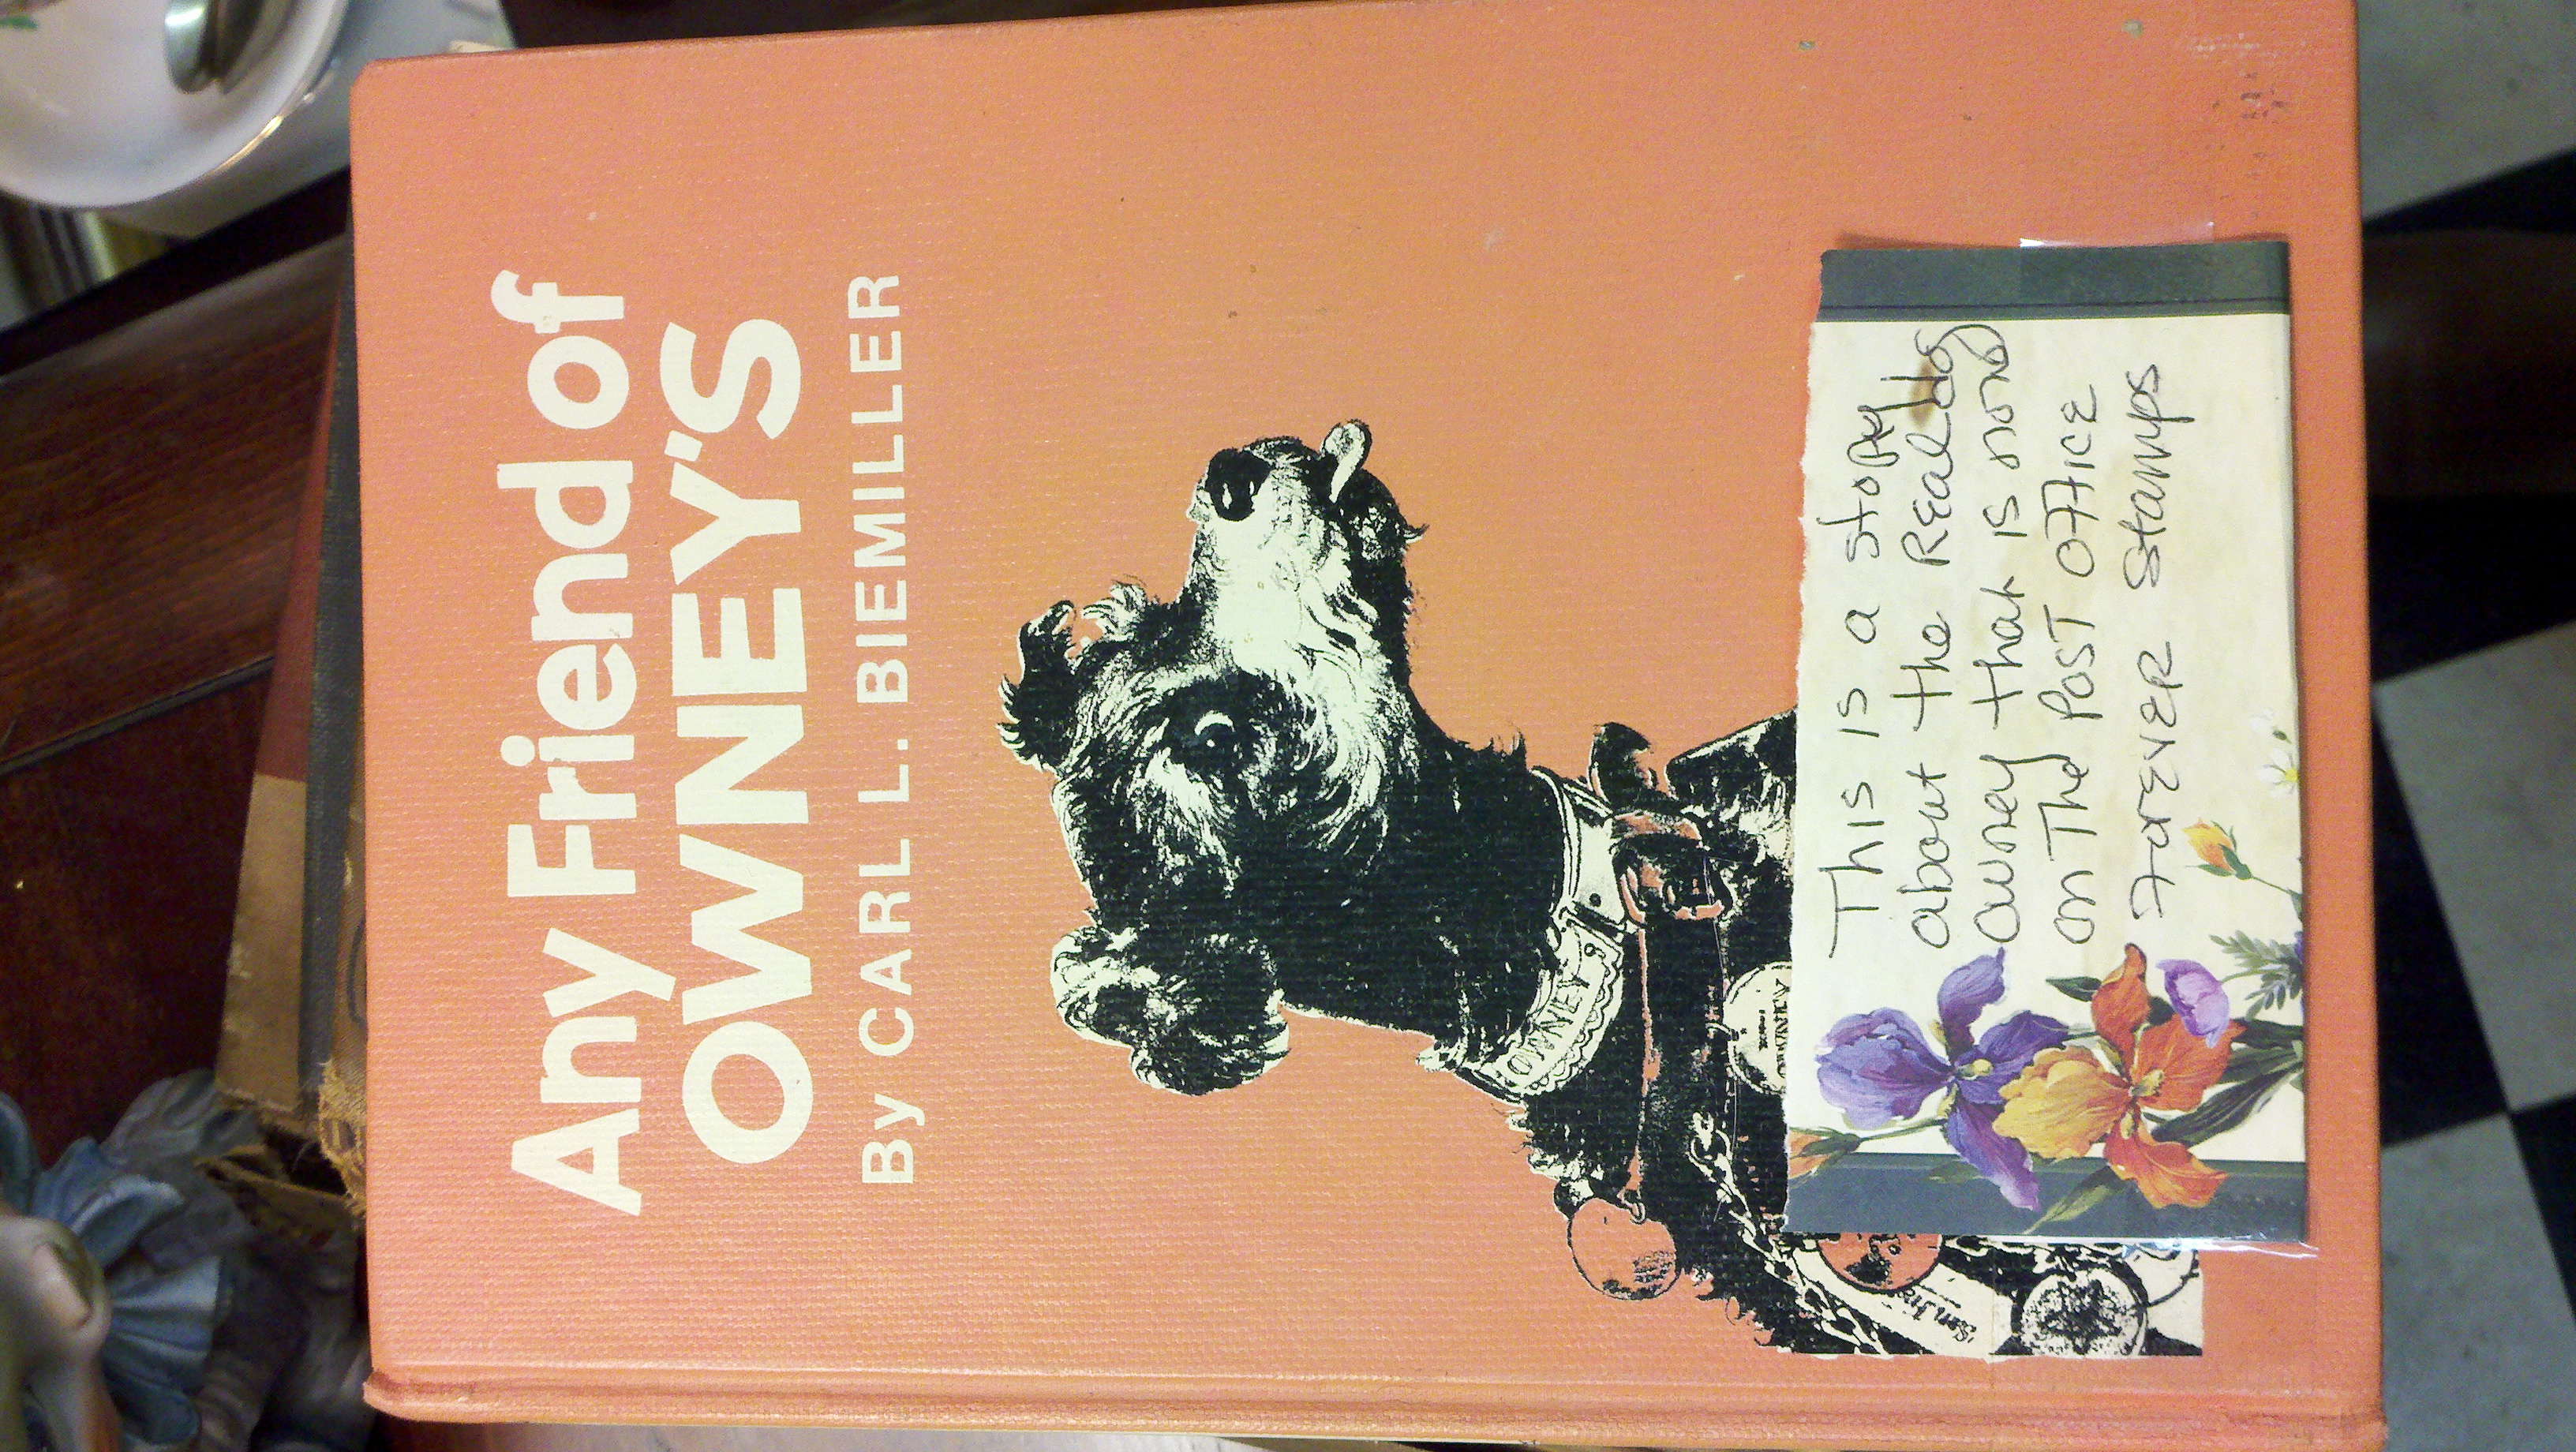 Any Friend of
OWNEY'S
By CARL L. BIEMILLER
OWNEY
This is a story
about the Real dog
owney that is now
on The Post office
Forever Stamps